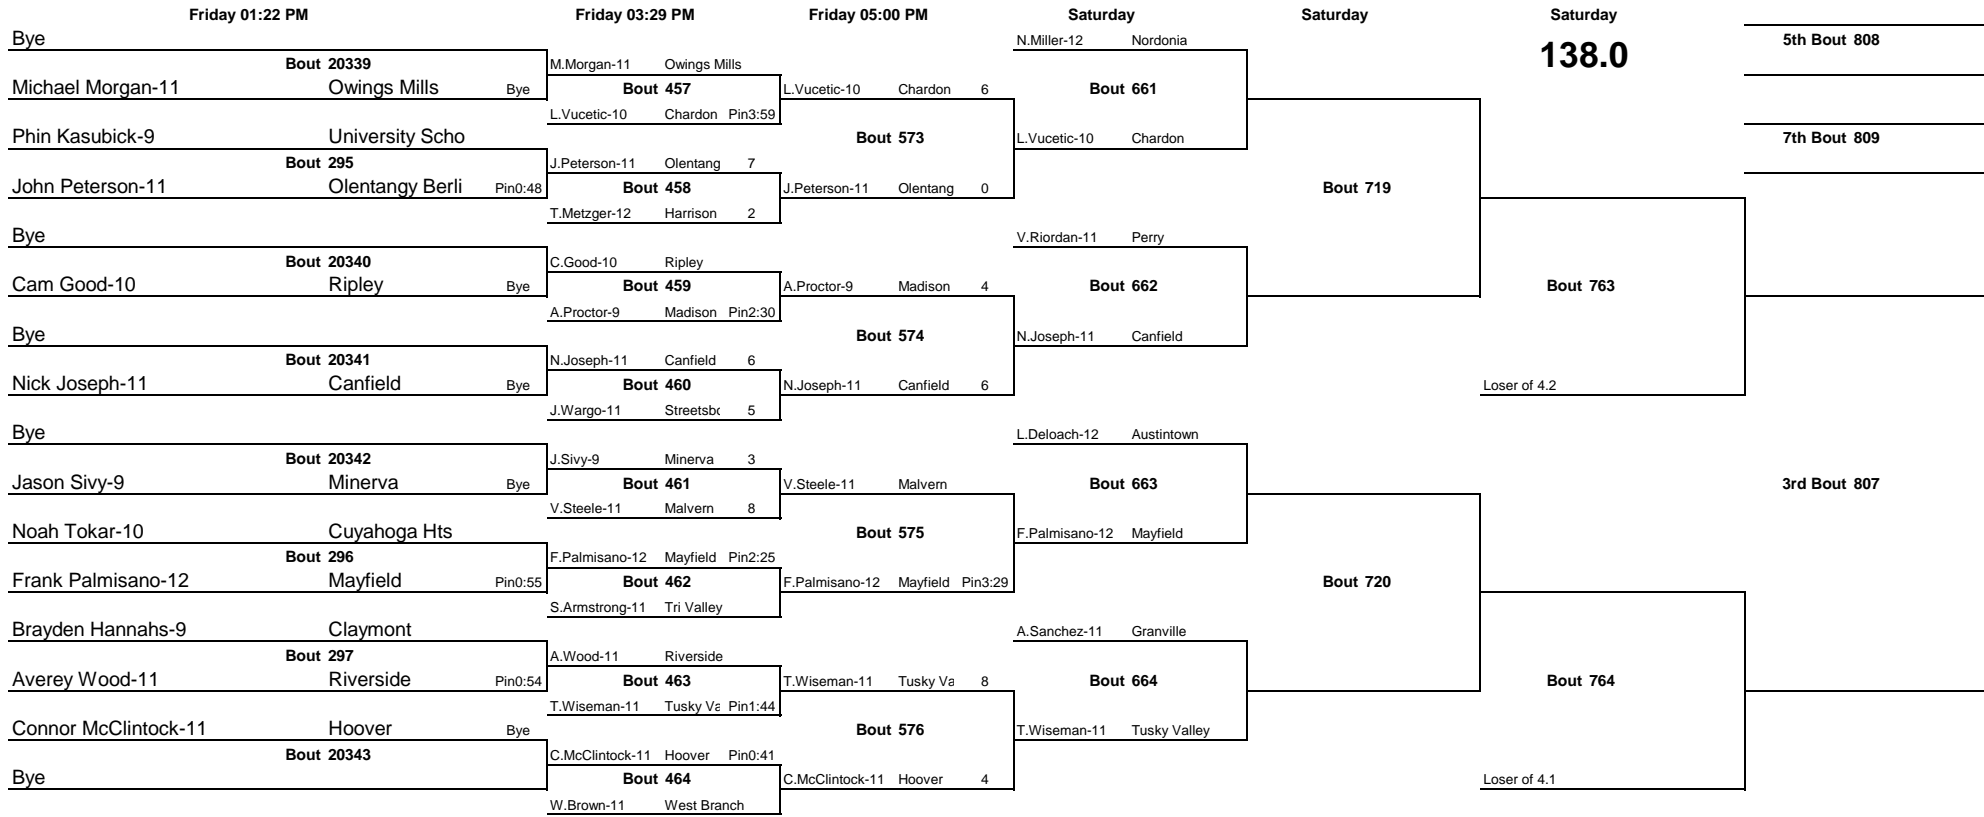 Friday 01:22 PM Friday 03:29 PM Friday 05:00 PM Saturday Saturday Saturday
Bye N.Miller-12 Nordonia 138.0 5th Bout 808
Bout 20339 M.Morgan-11 Owings Mills
Michael Morgan-11 Owings Mills Bye Bout 457 L.Vucetic-10 Chardon 6 Bout 661
L.Vucetic-10 Chardon Pin3:59
Phin Kasubick-9 University Scho Bout 573 L.Vucetic-10 Chardon 7th Bout 809
Bout 295 J.Peterson-11 Olentang 7
John Peterson-11 Olentangy Berli Pin0:48 Bout 458 J.Peterson-11 Olentang 0 Bout 719
T.Metzger-12 Harrison 2
Bye V.Riordan-11 Perry
Bout 20340 C.Good-10 Ripley
Cam Good-10 Ripley Bye Bout 459 A.Proctor-9 Madison 4 Bout 662 Bout 763
A.Proctor-9 Madison Pin2:30
Bye Bout 574 N.Joseph-11 Canfield
Bout 20341 N.Joseph-11 Canfield 6
Nick Joseph-11 Canfield Bye Bout 460 N.Joseph-11 Canfield 6 Loser of 4.2
J.Wargo-11 Streetsbo 5
Bye L.Deloach-12 Austintown
Bout 20342 J.Sivy-9 Minerva 3
Jason Sivy-9 Minerva Bye Bout 461 V.Steele-11 Malvern Bout 663 3rd Bout 807
V.Steele-11 Malvern 8
Noah Tokar-10 Cuyahoga Hts Bout 575 F.Palmisano-12 Mayfield
Bout 296 F.Palmisano-12 Mayfield Pin2:25
Frank Palmisano-12 Mayfield Pin0:55 Bout 462 F.Palmisano-12 Mayfield Pin3:29 Bout 720
S.Armstrong-11 Tri Valley
Brayden Hannahs-9 Claymont A.Sanchez-11 Granville
Bout 297 A.Wood-11 Riverside
Averey Wood-11 Riverside Pin0:54 Bout 463 T.Wiseman-11 Tusky Va 8 Bout 664 Bout 764
T.Wiseman-11 Tusky Va Pin1:44
Connor McClintock-11 Hoover Bye Bout 576 T.Wiseman-11 Tusky Valley
Bout 20343 C.McClintock-11 Hoover Pin0:41
Bye Bout 464 C.McClintock-11 Hoover 4 Loser of 4.1
W.Brown-11 West Branch